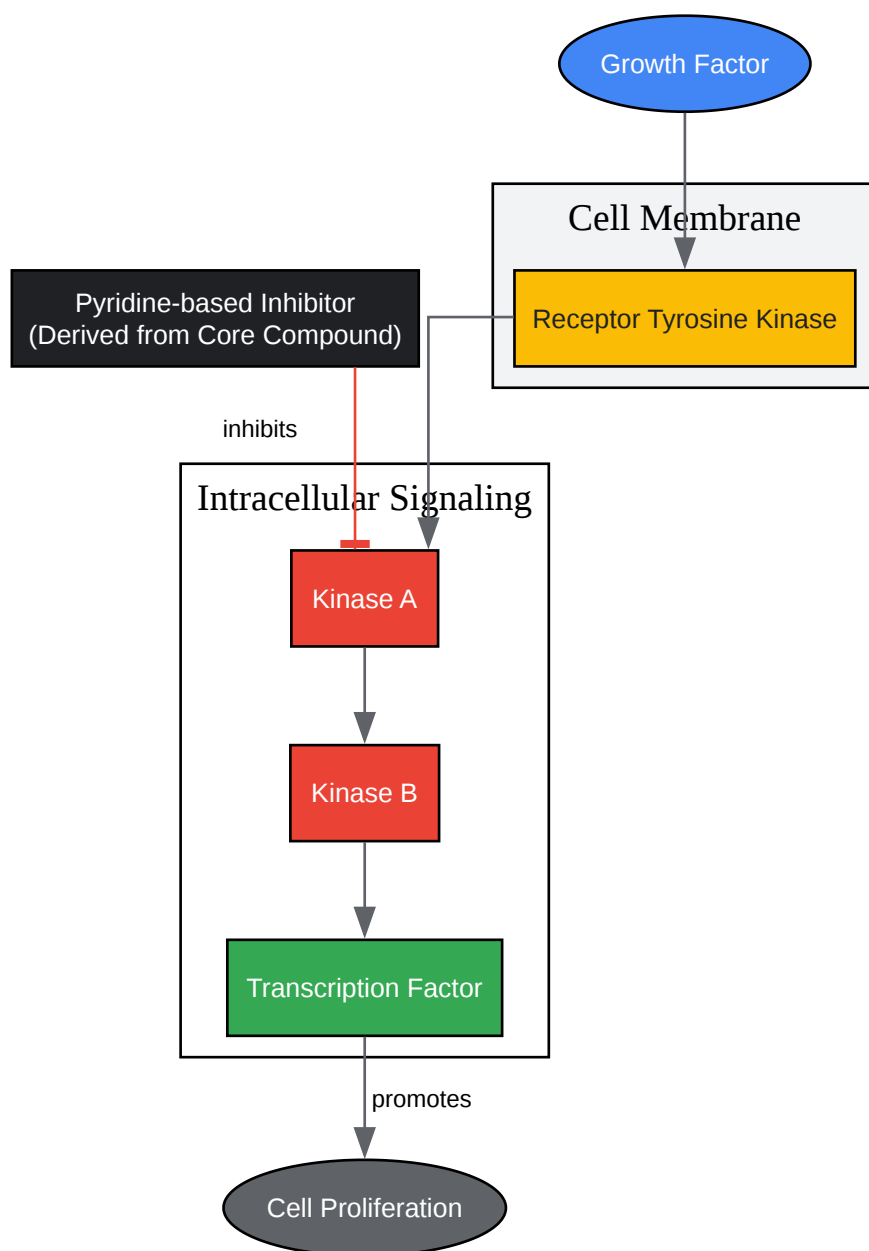 Growth Factor
Cell Membrane
Pyridine-based Inhibitor
(Derived from Core Compound)
Receptor Tyrosine Kinase
inhibits
Intracellular Signaling
Kinase A
Kinase B
Transcription Factor
promotes
Cell Proliferation